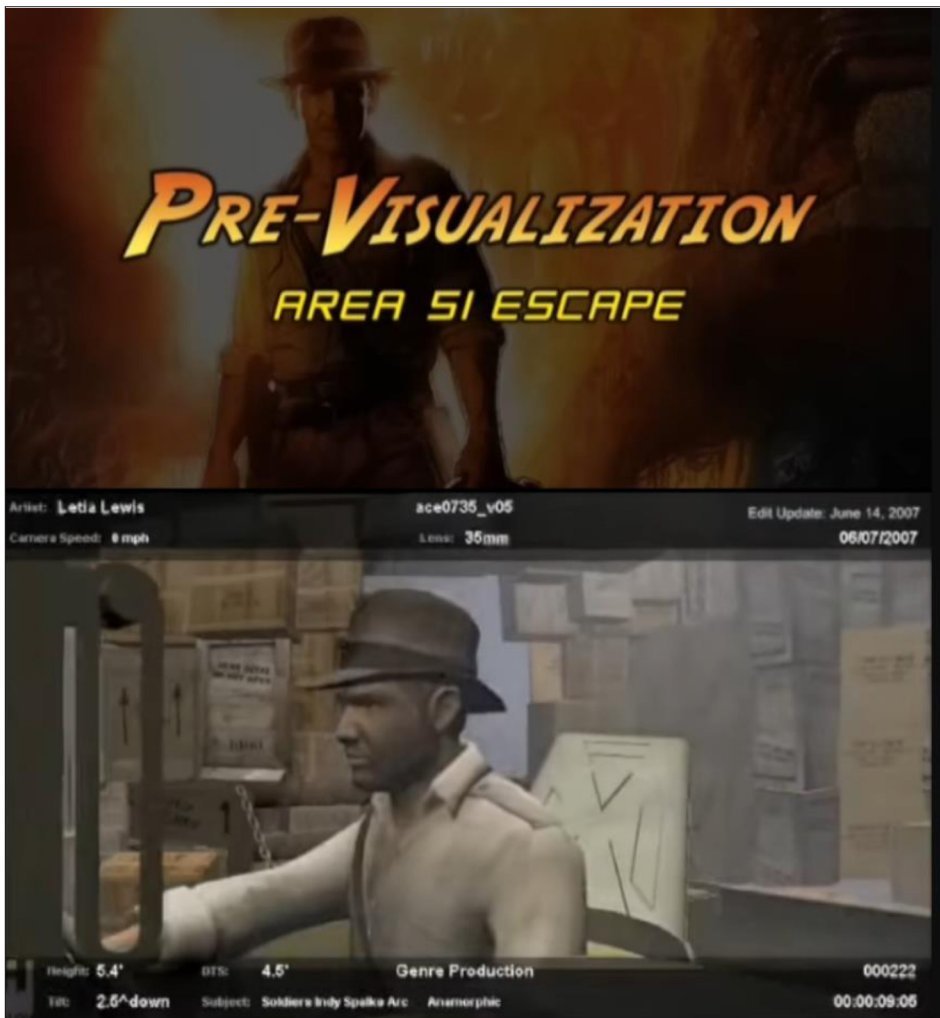 PRE-VISUALIZATION
AREA 51 ESCAPE
Artist: Letia Lewis ace0735_v05 Edit Update: June 14, 2007
Camera Speed: 0 mph Lens: 35mm 06/07/2007
1
Height: 5.4' DTS: 4.5' Genre Production 000222
Tilt: 2.5^down Subject: Soldiers Indy Spalko Arc Anamorphic 00:00:09:05